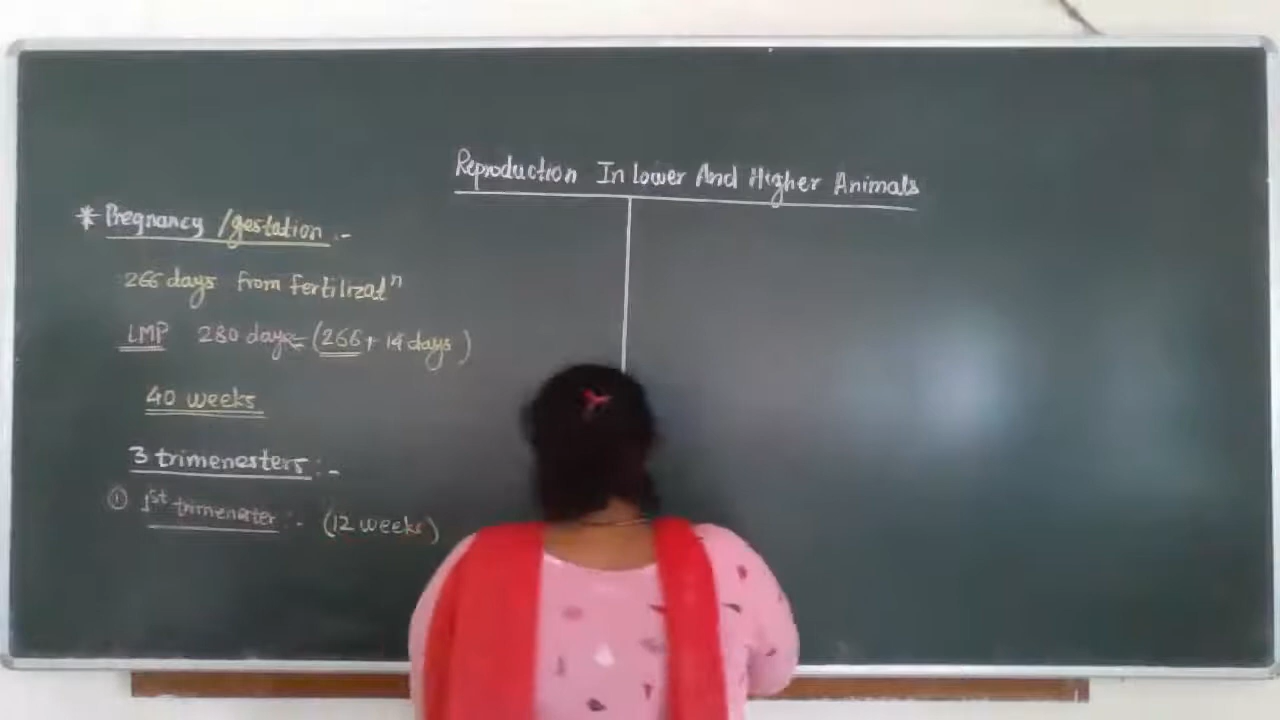 Reproduction In Lower And Higher Animals
* Pregnancy /gestation :-
266 days from fertilizatⁿ
LMP 280 days = (266 + 14 days)
40 weeks
3 trimenesters :-
① 1st trimenester :- (12 weeks)